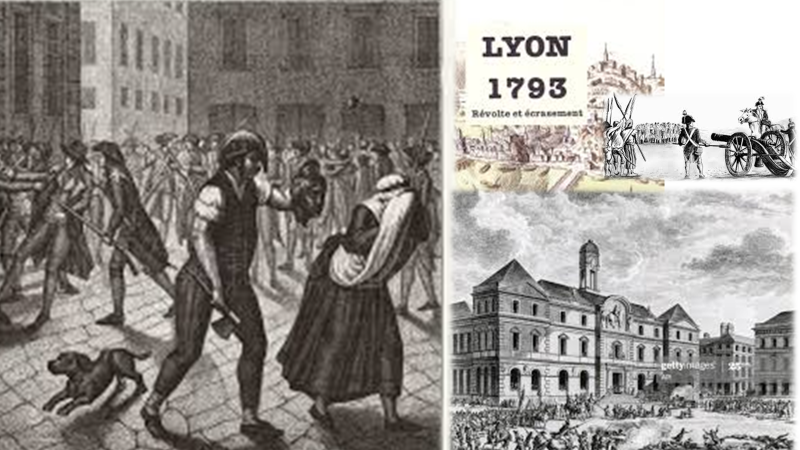 LYON
1793
Révolte et écrasement
gettyimages